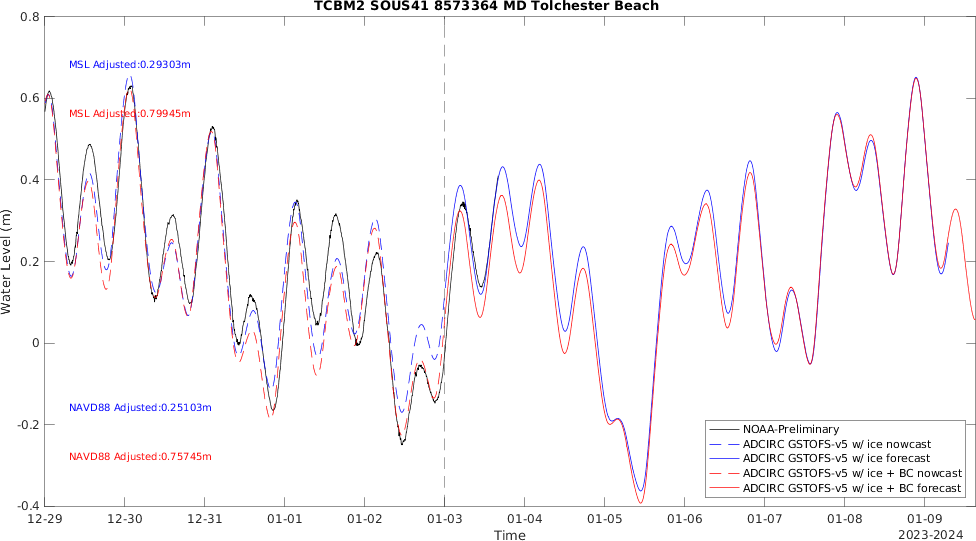 TCBM2 SOUS41 8573364 MD Tolchester Beach
0.8
0.6
0.4
0.2
0
-0.2
-0.4
Water Level (m)
MSL Adjusted:0.29303m
MSL Adjusted:0.79945m
NAVD88 Adjusted:0.25103m
NAVD88 Adjusted:0.75745m
NOAA-Preliminary
ADCIRC GSTOFS-v5 w/ ice nowcast
ADCIRC GSTOFS-v5 w/ ice forecast
ADCIRC GSTOFS-v5 w/ ice + BC nowcast
ADCIRC GSTOFS-v5 w/ ice + BC forecast
12-29 12-30 12-31 01-01 01-02 01-03 01-04 01-05 01-06 01-07 01-08 01-09
Time
2023-2024